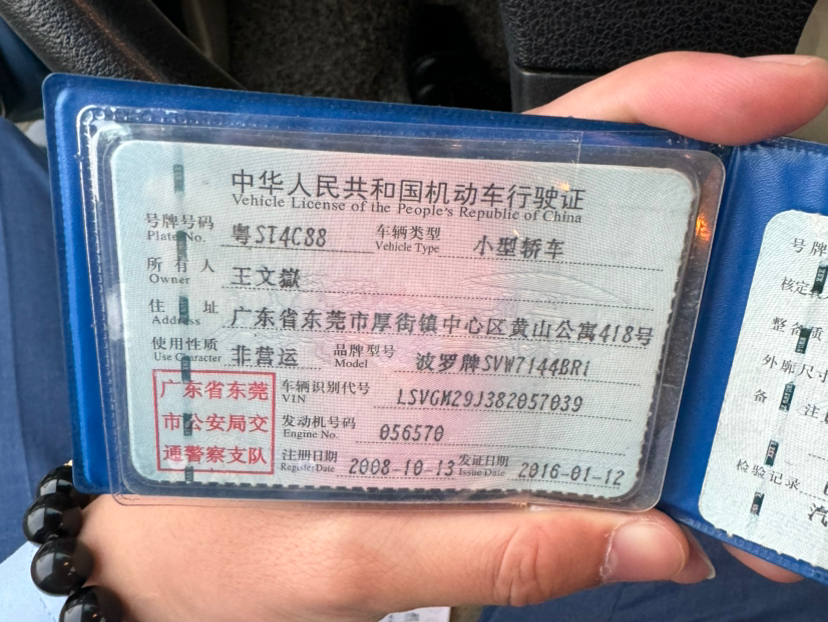 中华人民共和国机动车行驶证
Vehicle License of the People's Republic of China
号牌号码 粤ST4C88 车辆类型 小型轿车
Plate No. Vehicle Type
所有人 王文嶽
Owner
住址 广东省东莞市厚街镇中心区黄山公寓418号
Address
使用性质 非营运 品牌型号 波罗牌SVW7144BRi
Use Character Model
广东省东莞
市公安局交
通警察支队
车辆识别代号 LSVGM29J382057039
VIN
发动机号码 056570
Engine No.
注册日期 2008-10-13 发证日期 2016-01-12
Register Date Issue Date
号牌
核定
整备质
外廓尺寸
备注
检验记录